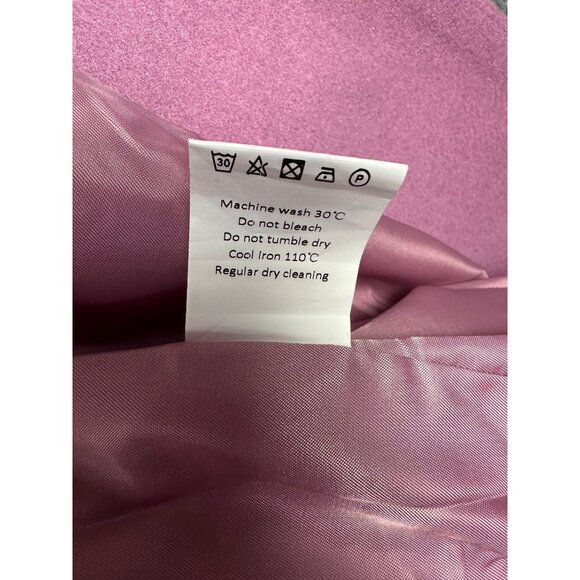 30
P
Machine wash 30℃
Do not bleach
Do not tumble dry
Cool iron 110℃
Regular dry cleaning